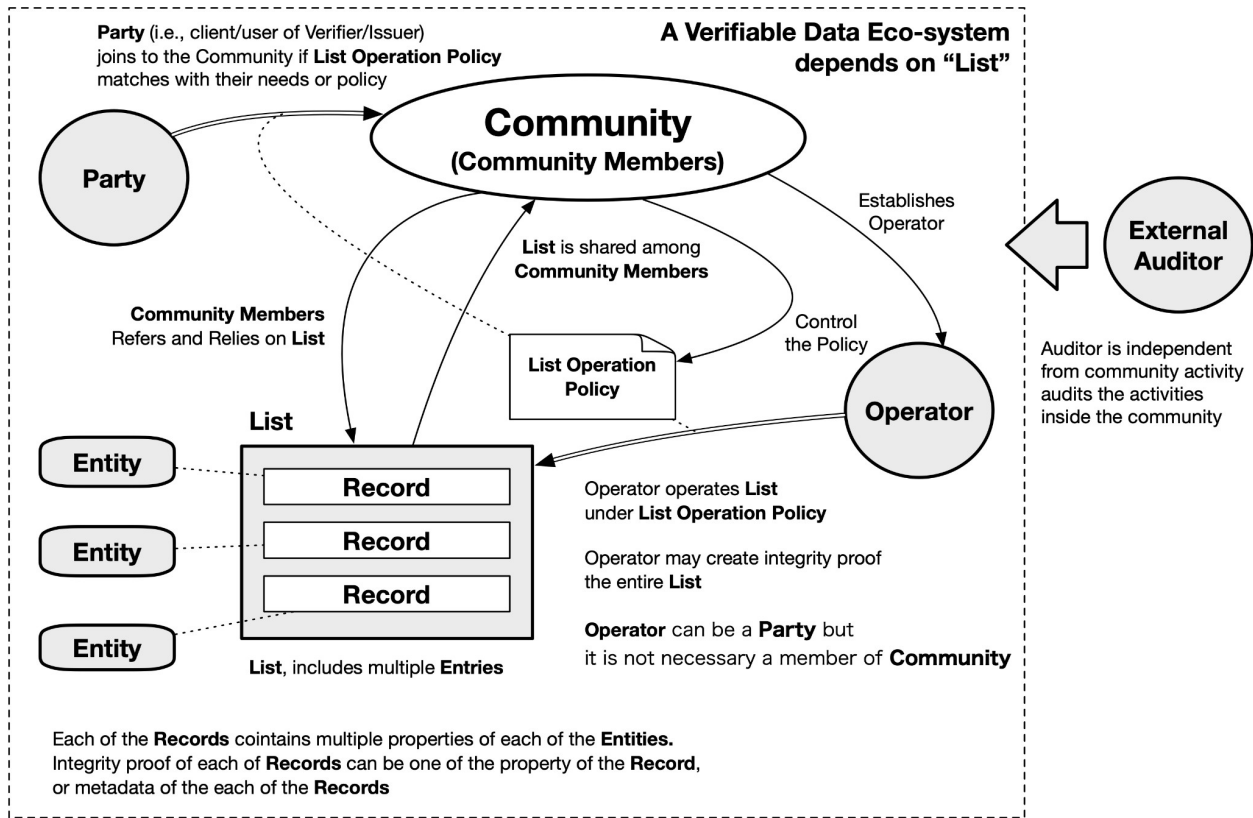 Party (i.e., client/user of Verifier/Issuer)
joins to the Community if List Operation Policy
matches with their needs or policy
A Verifiable Data Eco-system
depends on “List”
Community
(Community Members)
Party
Establishes
Operator
External
Auditor
List is shared among
Community Members
Community Members
Refers and Relies on List
Control
the Policy
Auditor is independent
from community activity
audits the activities
inside the community
List Operation
Policy
Operator
List
Entity
Record
Entity
Record
Entity
Record
Operator operates List
under List Operation Policy
Operator may create integrity proof
the entire List
Operator can be a Party but
it is not necessary a member of Community
List, includes multiple Entries
Each of the Records cointains multiple properties of each of the Entities.
Integrity proof of each of Records can be one of the property of the Record,
or metadata of the each of the Records